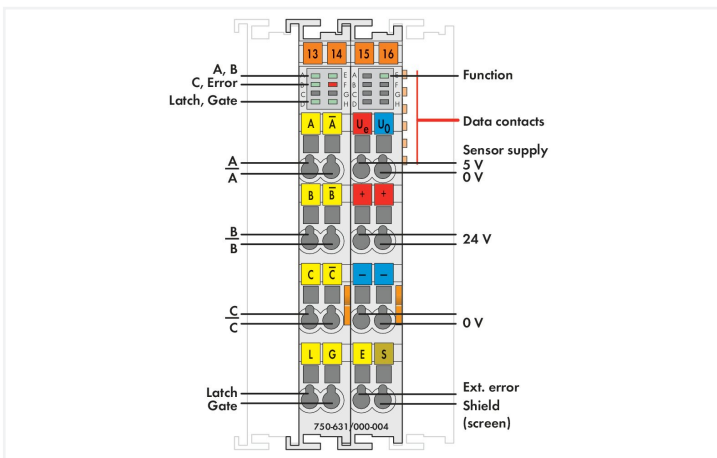 13 14 15 16
A, B
C, Error
Latch, Gate
A E A E
B F B F
C G C G
D H D H
Function
Data contacts
A A̅ Ue U0
Sensor supply
5 V
0 V
A
A̅
B B̅ + +
B
B̅
24 V
C C̅ – –
C
C̅
0 V
L G E S
Latch
Gate
Ext. error
Shield
(screen)
750-631/000-004